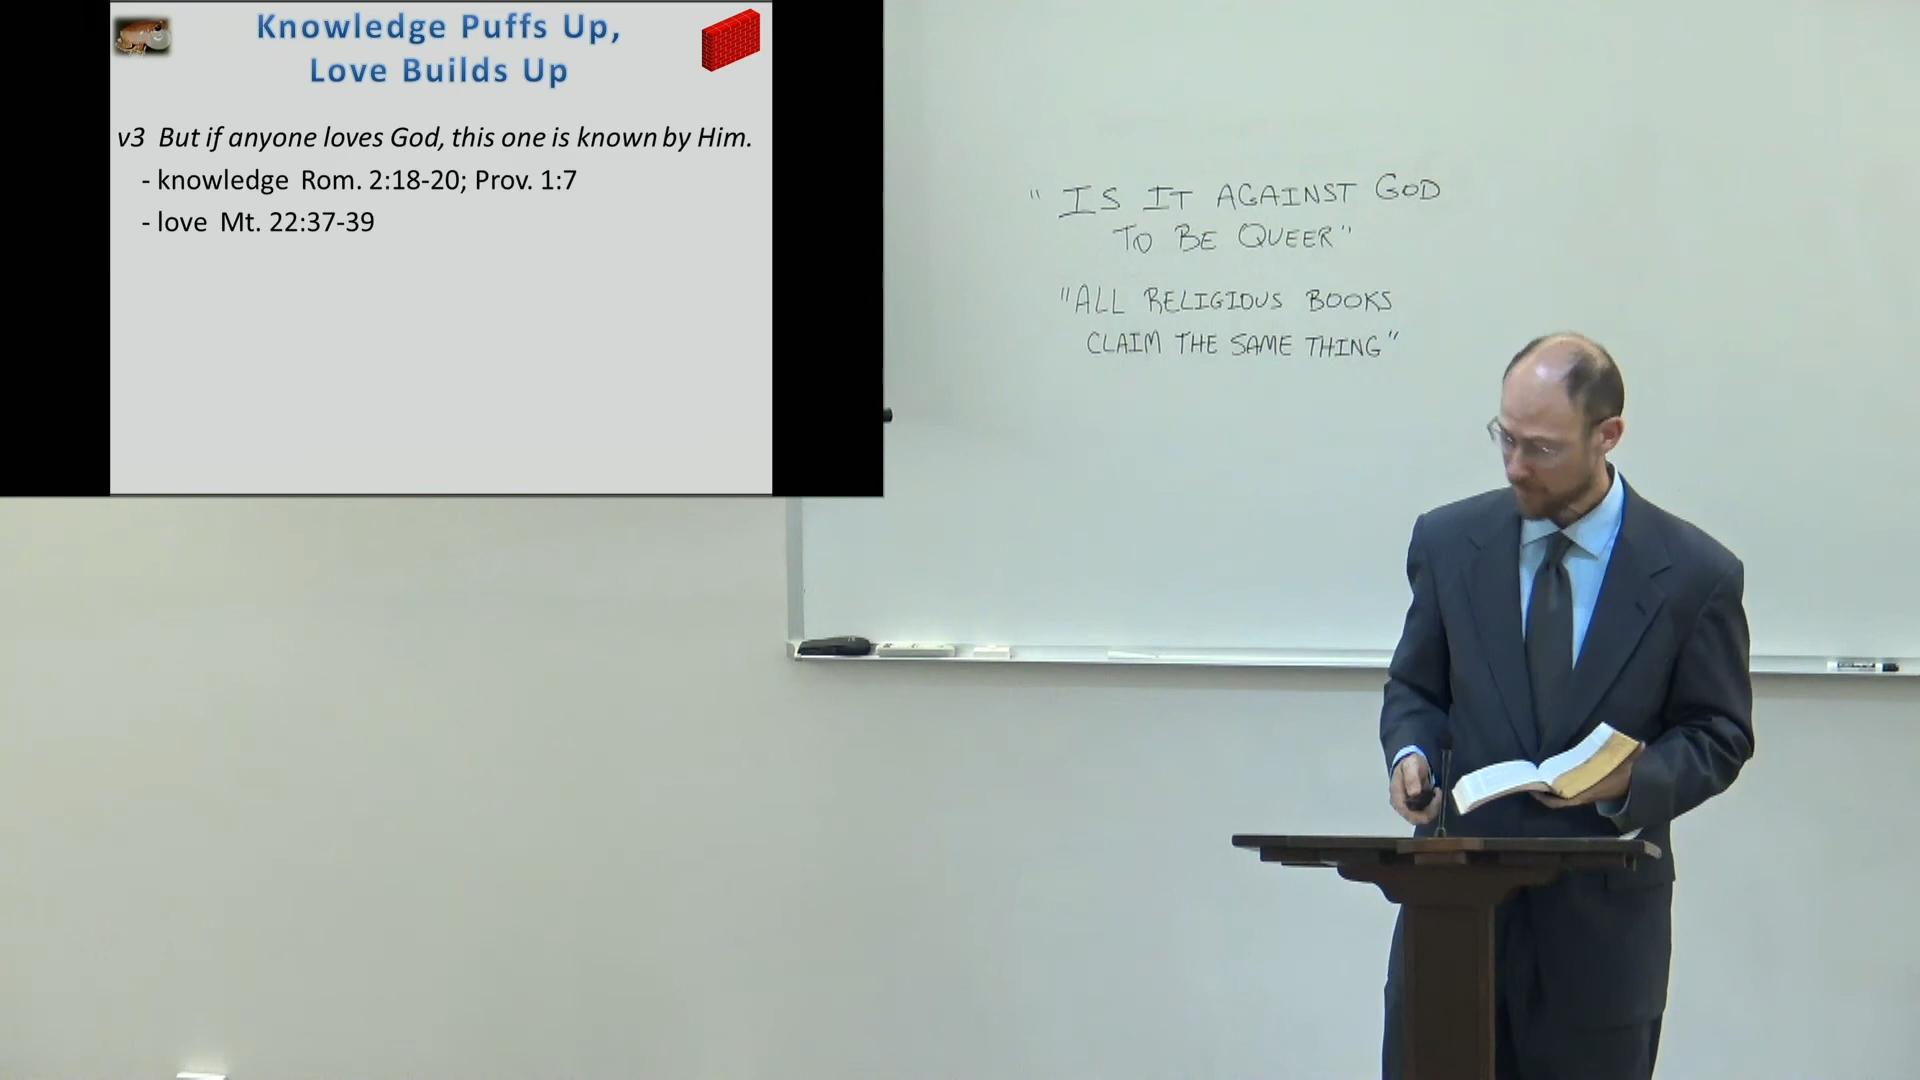 Knowledge Puffs Up,
Love Builds Up
v3 But if anyone loves God, this one is known by Him.
- knowledge Rom. 2:18-20; Prov. 1:7
- love Mt. 22:37-39
" IS IT AGAINST GOD
TO BE QUEER"
"ALL RELIGIOUS BOOKS
CLAIM THE SAME THING"